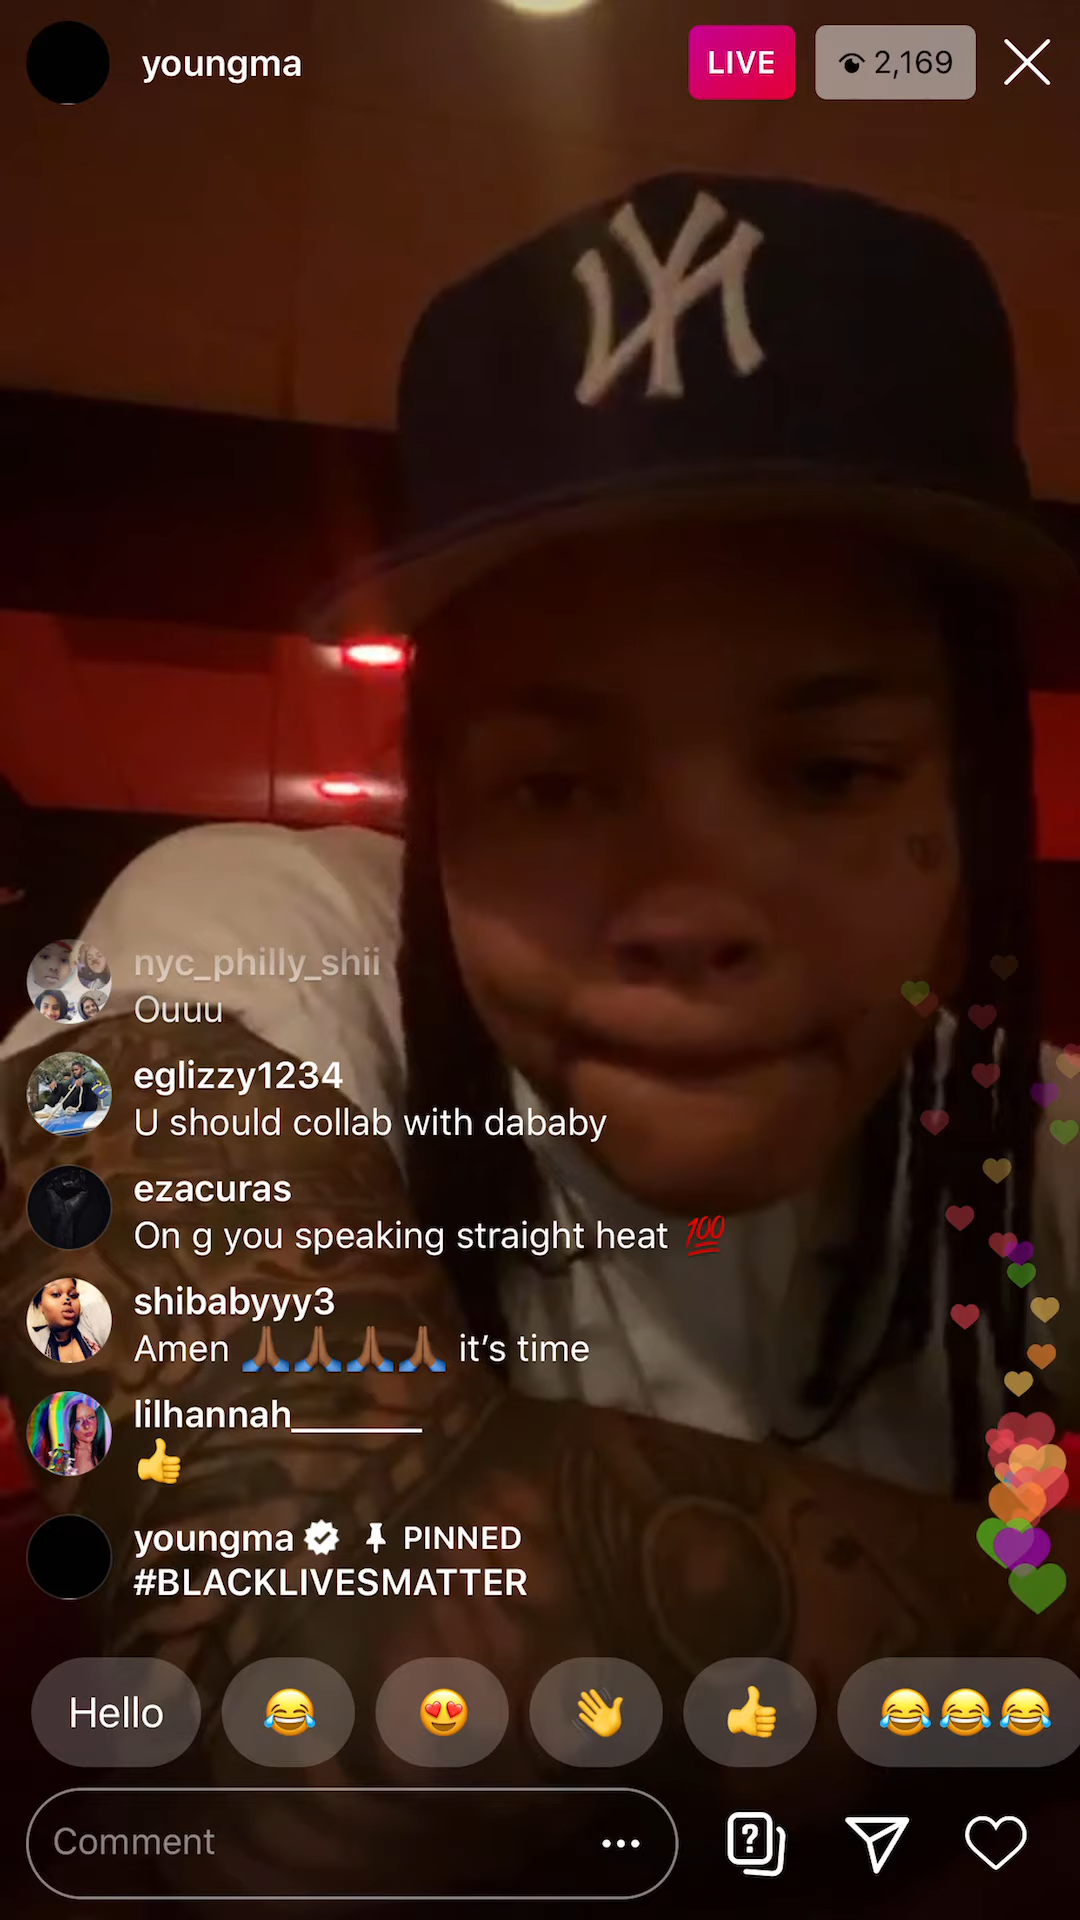 youngma
LIVE
2,169
NY
nyc_philly_shii
Ouuu
eglizzy1234
U should collab with dababy
ezacuras
On g you speaking straight heat 💯
shibabyyy3
Amen 🙏🏾🙏🏾🙏🏾🙏🏾 it’s time
lilhannah_______
👍
youngma PINNED
#BLACKLIVESMATTER
Hello 😂 😍 👋 👍 😂😂😂
Comment ...